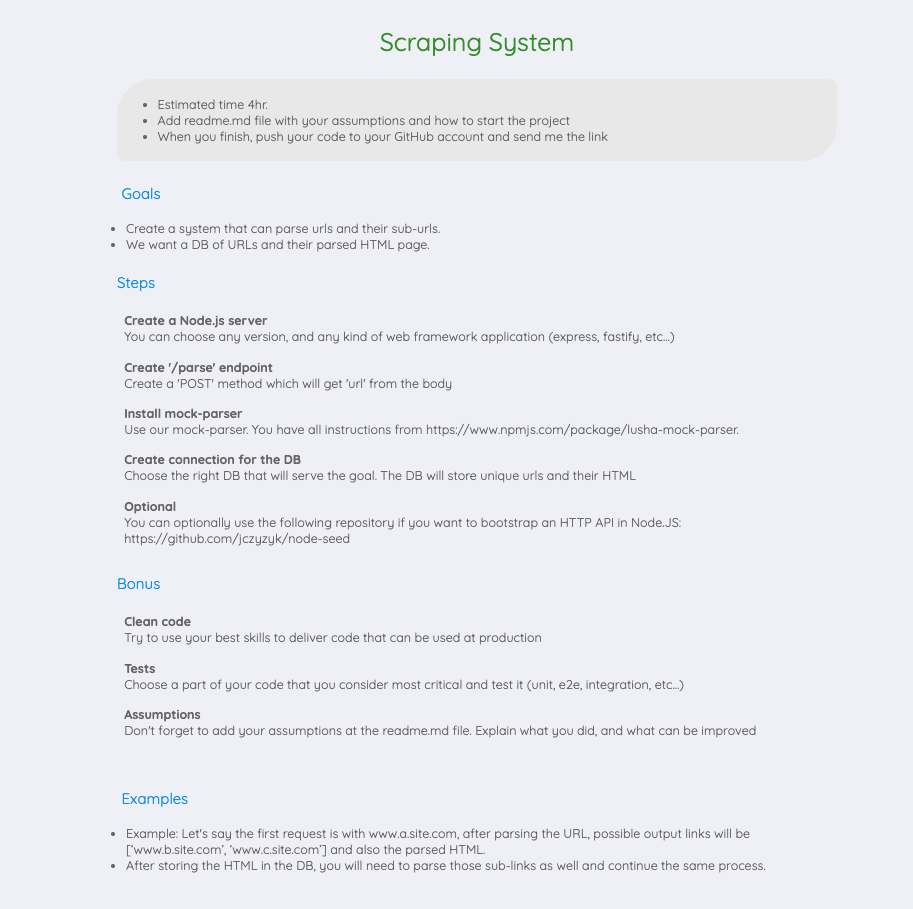 Scraping System
• Estimated time 4hr.
• Add readme.md file with your assumptions and how to start the project
• When you finish, push your code to your GitHub account and send me the link
Goals
• Create a system that can parse urls and their sub-urls.
• We want a DB of URLs and their parsed HTML page.
Steps
Create a Node.js server
You can choose any version, and any kind of web framework application (express, fastify, etc...)
Create '/parse' endpoint
Create a 'POST' method which will get 'url' from the body
Install mock-parser
Use our mock-parser. You have all instructions from https://www.npmjs.com/package/lusha-mock-parser.
Create connection for the DB
Choose the right DB that will serve the goal. The DB will store unique urls and their HTML
Optional
You can optionally use the following repository if you want to bootstrap an HTTP API in Node.JS:
https://github.com/jczyzyk/node-seed
Bonus
Clean code
Try to use your best skills to deliver code that can be used at production
Tests
Choose a part of your code that you consider most critical and test it (unit, e2e, integration, etc...)
Assumptions
Don't forget to add your assumptions at the readme.md file. Explain what you did, and what can be improved
Examples
• Example: Let's say the first request is with www.a.site.com, after parsing the URL, possible output links will be
['www.b.site.com', 'www.c.site.com'] and also the parsed HTML.
• After storing the HTML in the DB, you will need to parse those sub-links as well and continue the same process.